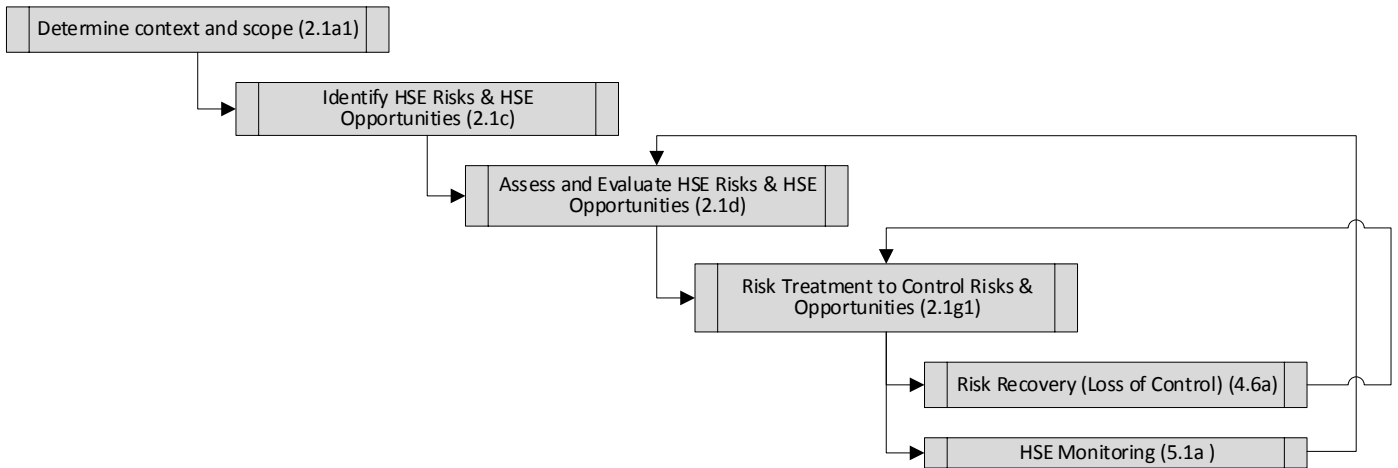 Determine context and scope (2.1a1)
Identify HSE Risks & HSE
Opportunities (2.1c)
Assess and Evaluate HSE Risks & HSE
Opportunities (2.1d)
Risk Treatment to Control Risks &
Opportunities (2.1g1)
Risk Recovery (Loss of Control) (4.6a)
HSE Monitoring (5.1a )